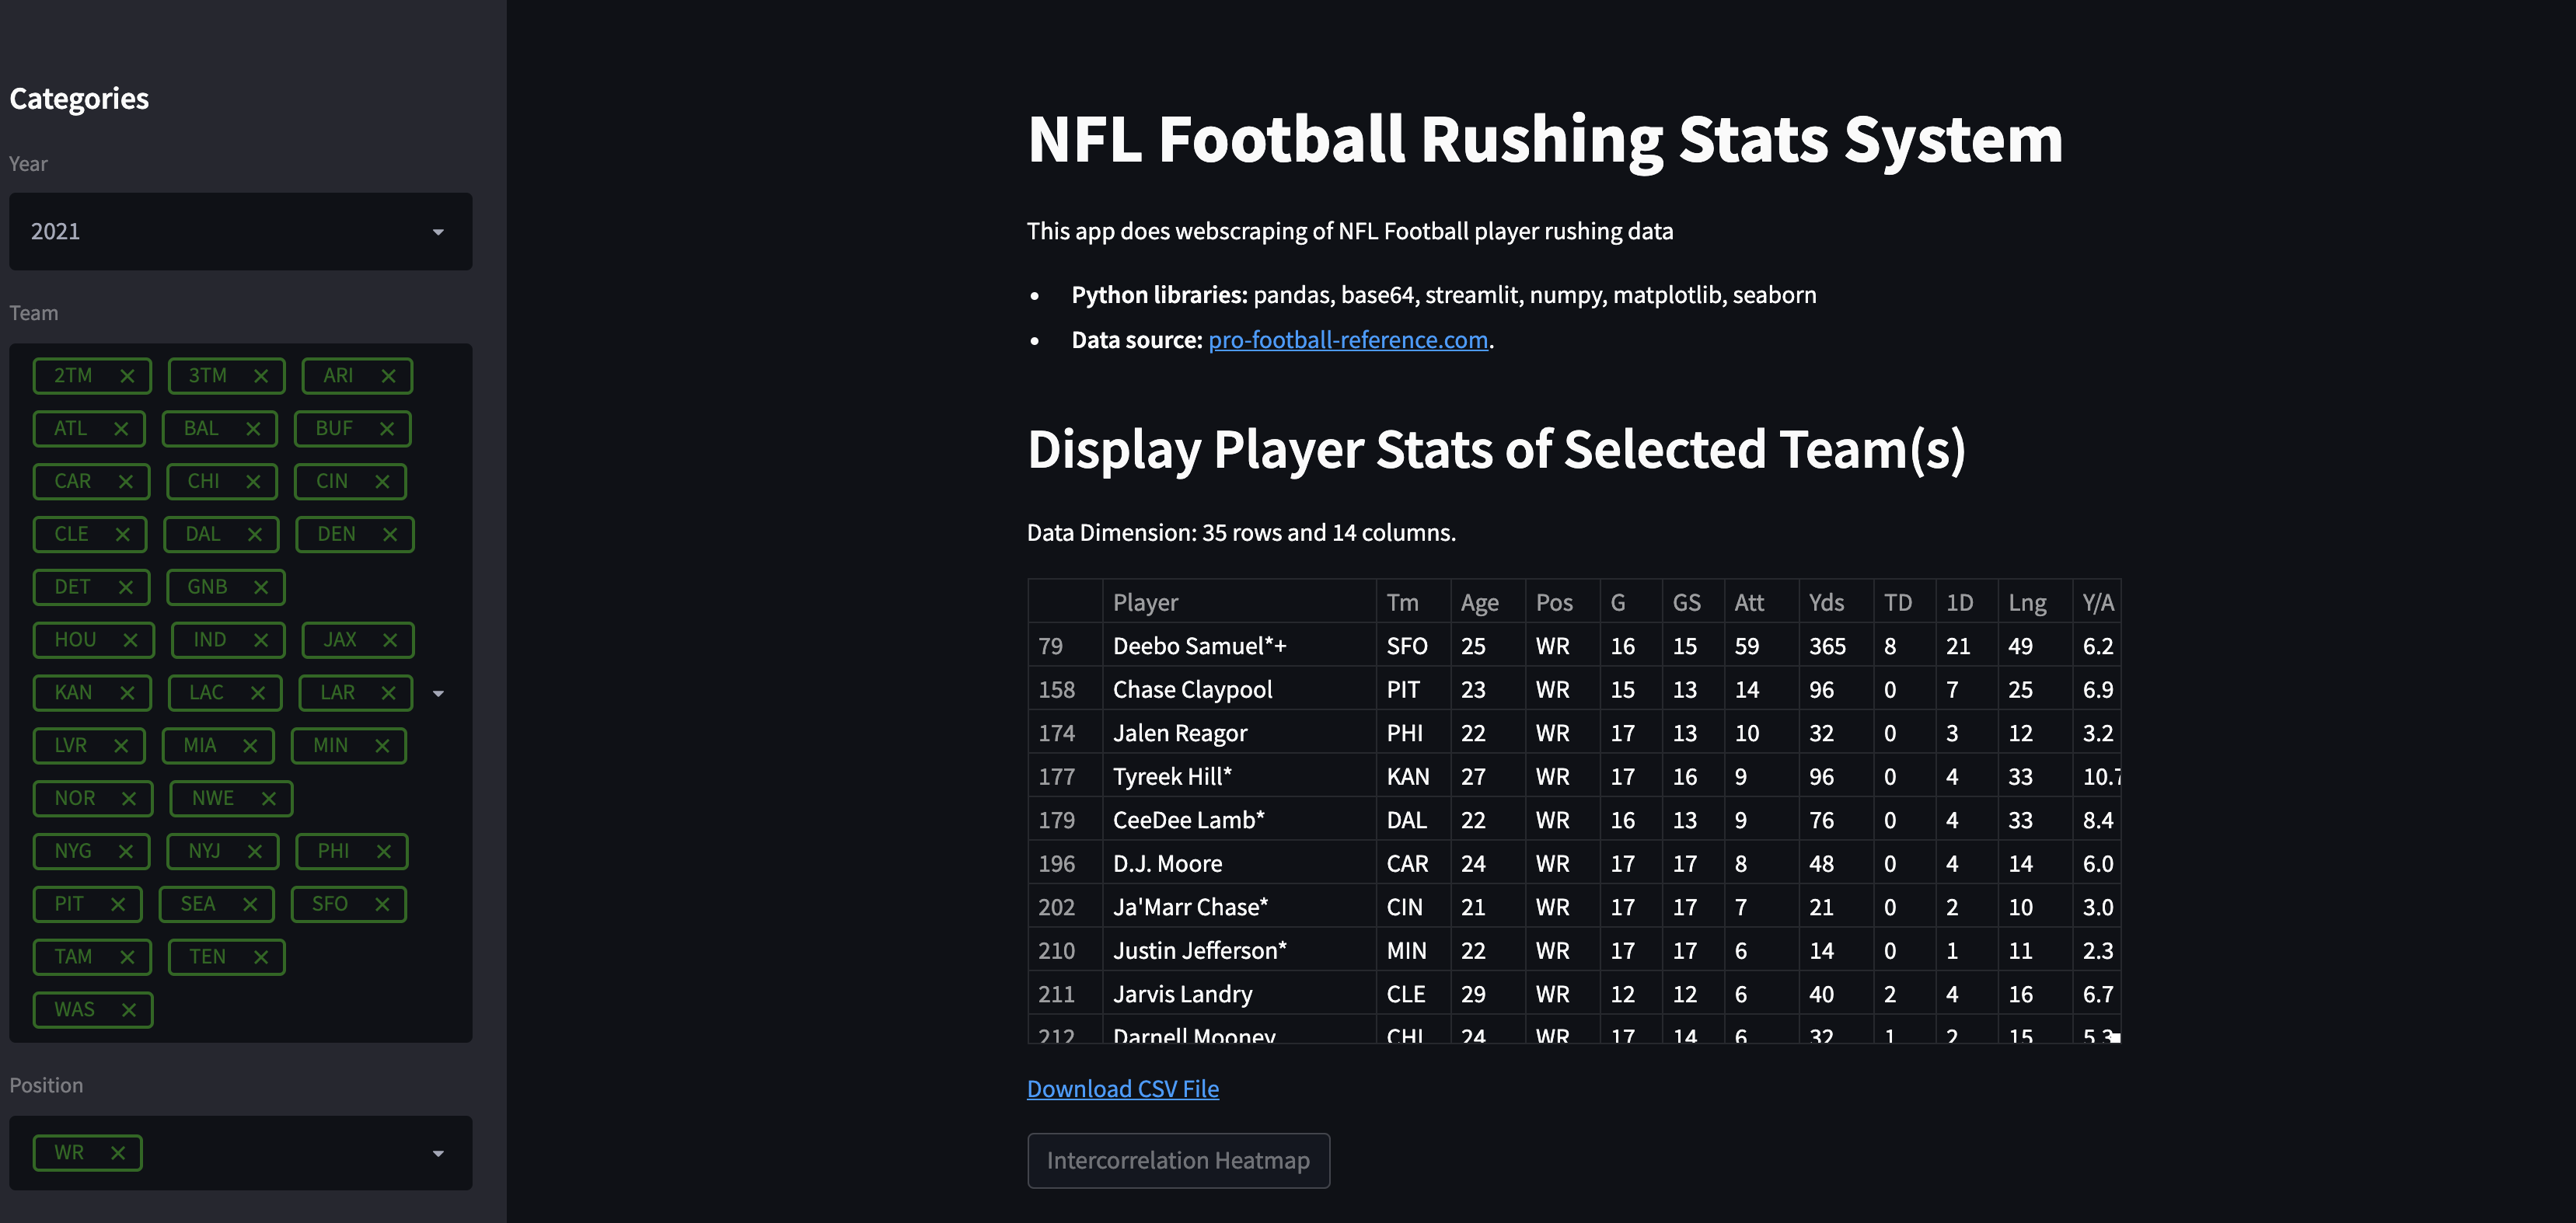 Categories
Year
2021
Team
2TM 3TM ARI
ATL BAL BUF
CAR CHI CIN
CLE DAL DEN
DET GNB
HOU IND JAX
KAN LAC LAR
LVR MIA MIN
NOR NWE
NYG NYJ PHI
PIT SEA SFO
TAM TEN
WAS
Position
WR
NFL Football Rushing Stats System
This app does webscraping of NFL Football player rushing data
• Python libraries: pandas, base64, streamlit, numpy, matplotlib, seaborn
• Data source: pro-football-reference.com.
Display Player Stats of Selected Team(s)
Data Dimension: 35 rows and 14 columns.
Player Tm Age Pos G GS Att Yds TD 1D Lng Y/A
79 Deebo Samuel*+ SFO 25 WR 16 15 59 365 8 21 49 6.2
158 Chase Claypool PIT 23 WR 15 13 14 96 0 7 25 6.9
174 Jalen Reagor PHI 22 WR 17 13 10 32 0 3 12 3.2
177 Tyreek Hill* KAN 27 WR 17 16 9 96 0 4 33 10.7
179 CeeDee Lamb* DAL 22 WR 16 13 9 76 0 4 33 8.4
196 D.J. Moore CAR 24 WR 17 17 8 48 0 4 14 6.0
202 Ja'Marr Chase* CIN 21 WR 17 17 7 21 0 2 10 3.0
210 Justin Jefferson* MIN 22 WR 17 17 6 14 0 1 11 2.3
211 Jarvis Landry CLE 29 WR 12 12 6 40 2 4 16 6.7
212 Darnell Mooney CHI 24 WR 17 14 6 32 1 2 15 5.3
Download CSV File
Intercorrelation Heatmap